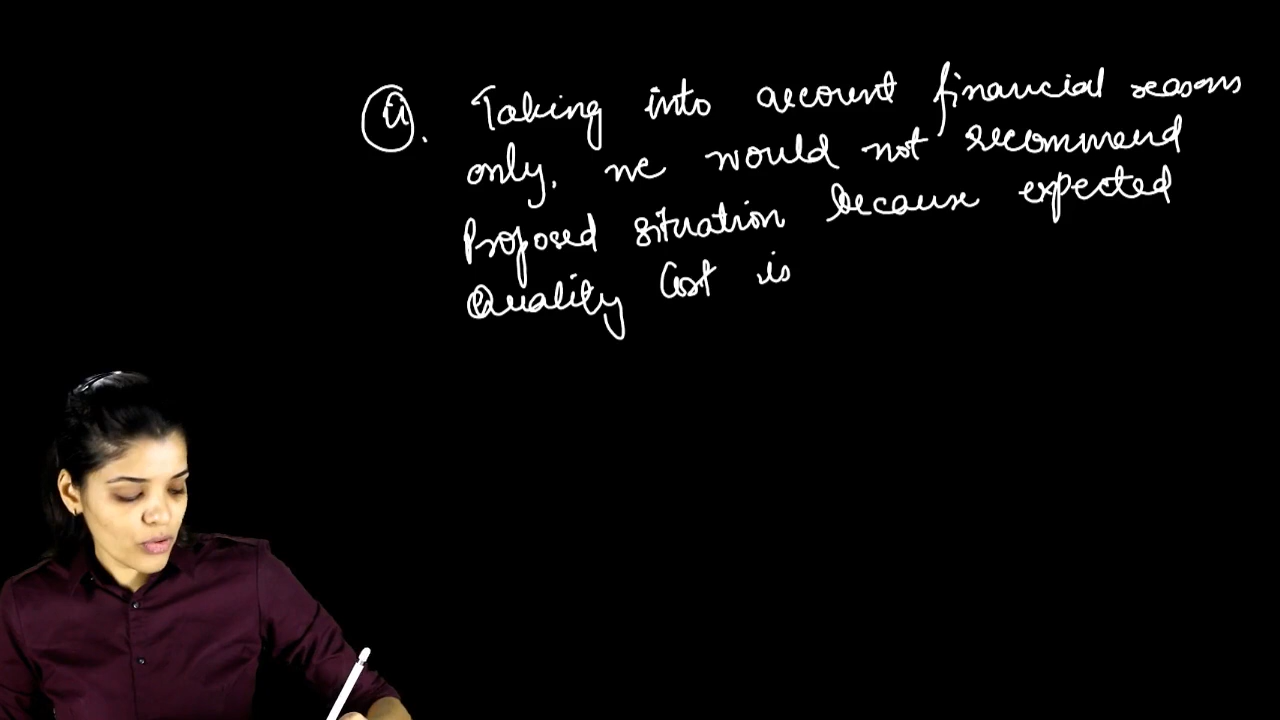 (ii). Taking into account financial reasons
only, we would not recommend
Proposed situation because expected
Quality Cost is